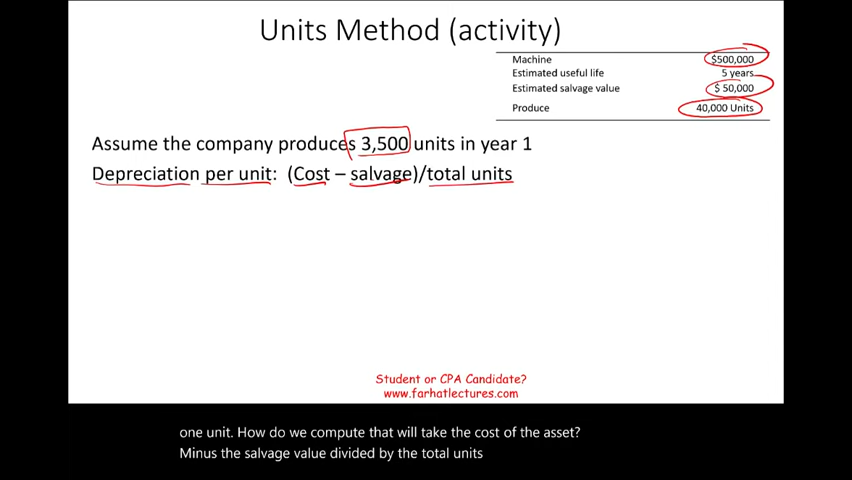 Units Method (activity)
Machine $500,000
Estimated useful life 5 years
Estimated salvage value $ 50,000
Produce 40,000 Units
Assume the company produces 3,500 units in year 1
Depreciation per unit: (Cost – salvage)/total units
Student or CPA Candidate?
www.farhatlectures.com
one unit. How do we compute that will take the cost of the asset?
Minus the salvage value divided by the total units